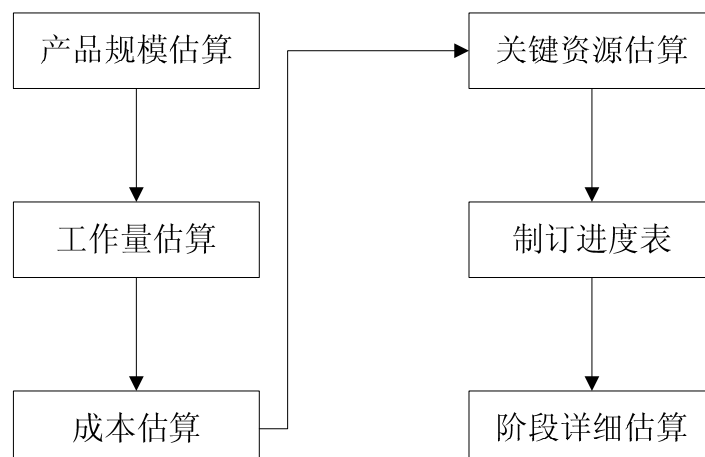 产品规模估算
工作量估算
成本估算
关键资源估算
制订进度表
阶段详细估算